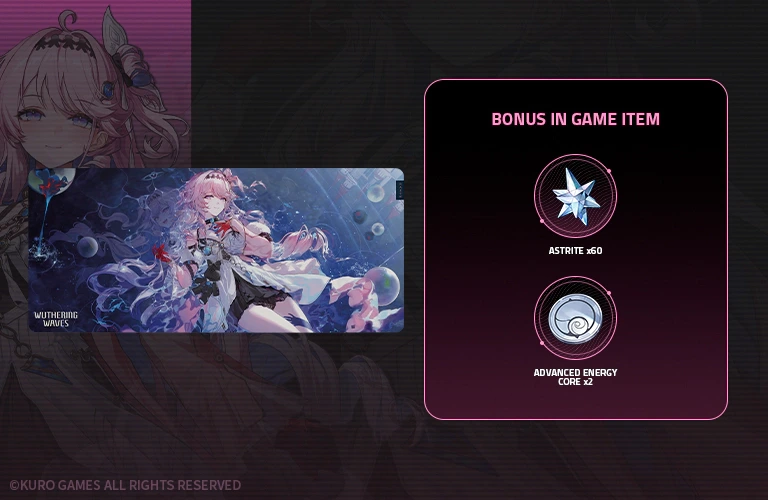 BONUS IN GAME ITEM
ASTRITE x60
ADVANCED ENERGY
CORE x2
WUTHERING
WAVES
©KURO GAMES ALL RIGHTS RESERVED